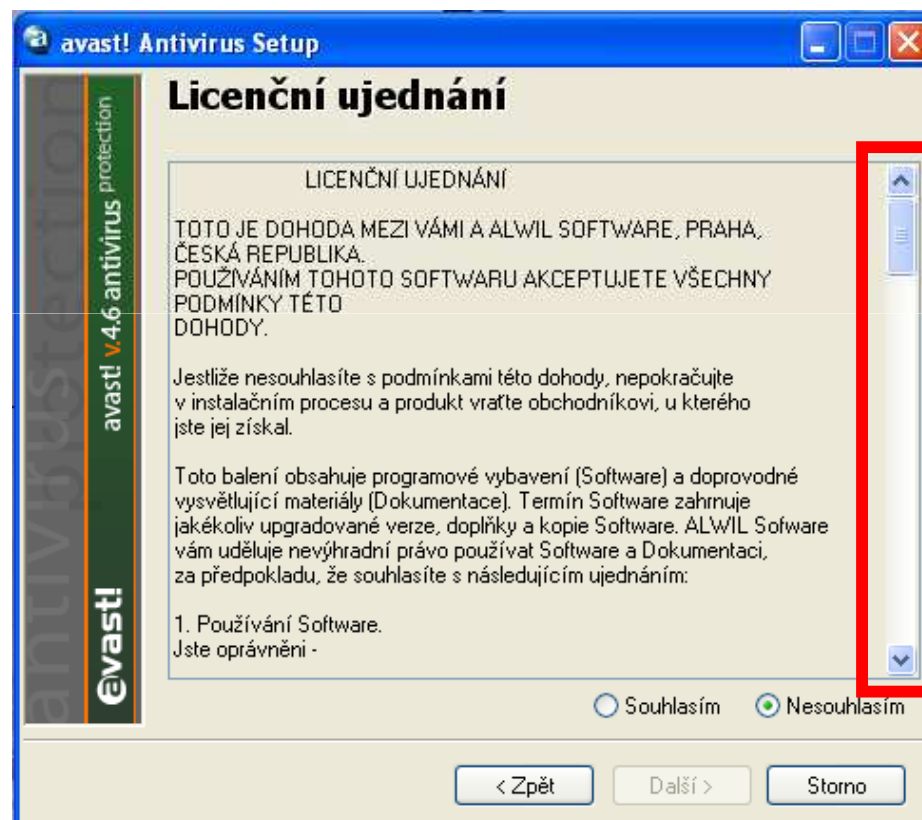 avast! Antivirus Setup
Licenční ujednání
LICENČNÍ UJEDNÁNÍ
TOTO JE DOHODA MEZI VÁMI A ALWIL SOFTWARE, PRAHA,
ČESKÁ REPUBLIKA.
POUŽÍVÁNÍM TOHOTO SOFTWARU AKCEPTUJETE VŠECHNY
PODMÍNKY TÉTO
DOHODY.
Jestliže nesouhlasíte s podmínkami této dohody, nepokračujte
v instalačním procesu a produkt vraťte obchodníkovi, u kterého
jste jej získal.
Toto balení obsahuje programové vybavení (Software) a doprovodné
vysvětlující materiály (Dokumentace). Termín Software zahrnuje
jakékoliv upgradované verze, doplňky a kopie Software. ALWIL Sofware
vám uděluje nevýhradní právo používat Software a Dokumentaci,
za předpokladu, že souhlasíte s následujícím ujednáním:
1. Používání Software.
Jste oprávněni -
avast! v.4.6 antivirus protection
avast!
Souhlasím
Nesouhlasím
< Zpět
Další >
Storno